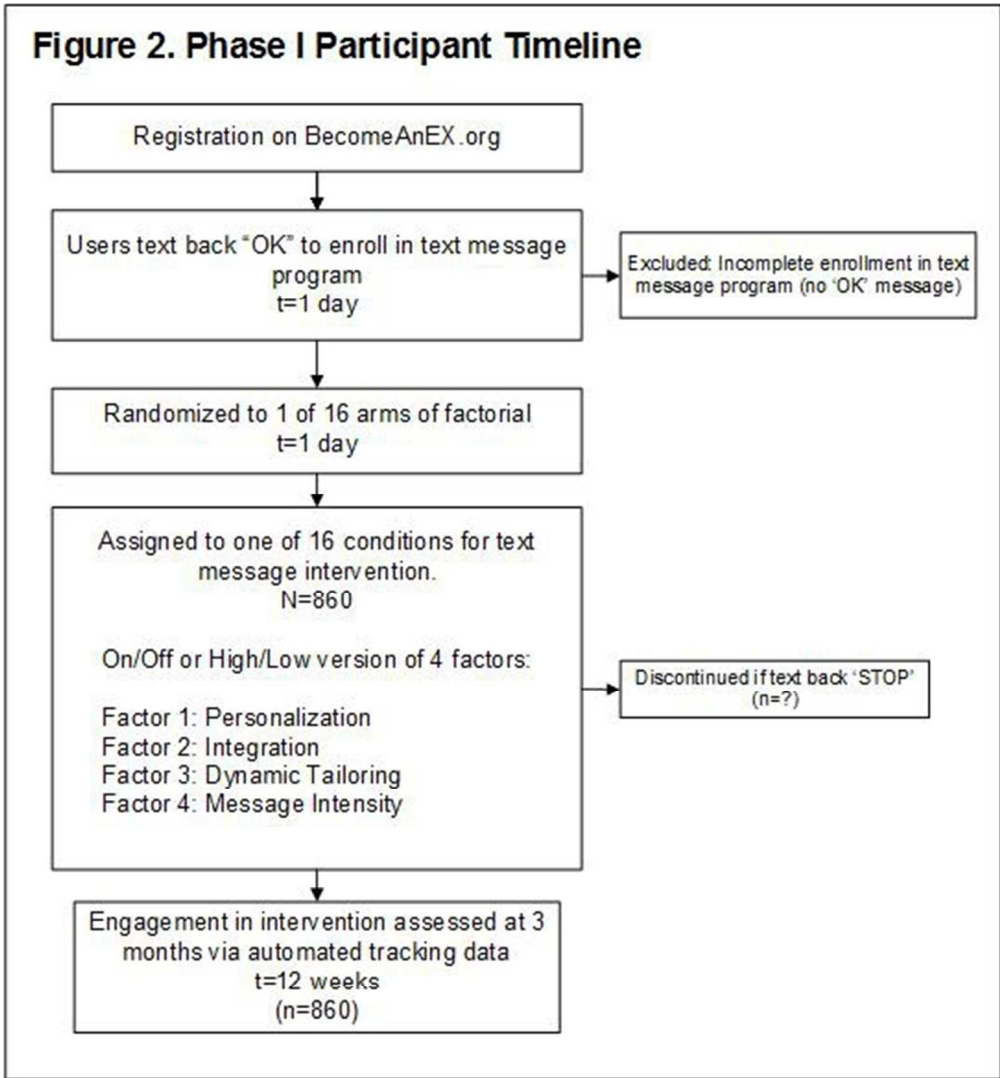 Figure 2. Phase I Participant Timeline
Registration on BecomeAnEX.org
Users text back “OK” to enroll in text message
program
t=1 day
Excluded: Incomplete enrollment in text
message program (no ‘OK’ message)
Randomized to 1 of 16 arms of factorial
t=1 day
Assigned to one of 16 conditions for text
message intervention.
N=860
On/Off or High/Low version of 4 factors:
Factor 1: Personalization
Factor 2: Integration
Factor 3: Dynamic Tailoring
Factor 4: Message Intensity
Discontinued if text back ‘STOP’
(n=?)
Engagement in intervention assessed at 3
months via automated tracking data
t=12 weeks
(n=860)